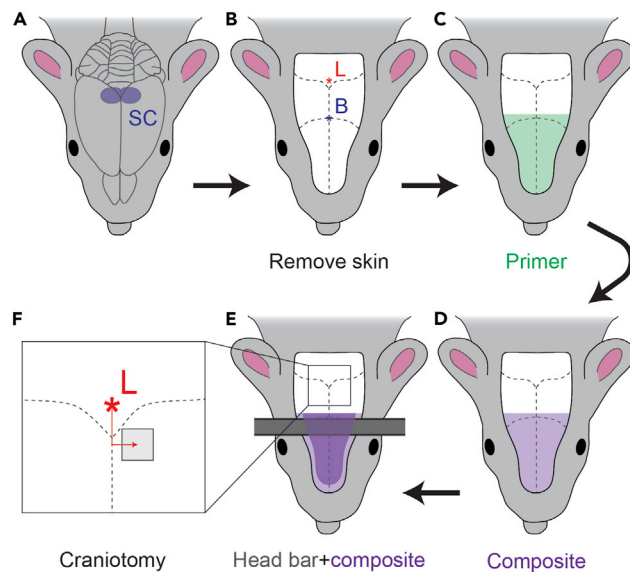 A
B
C
SC
L
B
Remove skin
Primer
F
E
D
L
Craniotomy
Head bar+composite
Composite